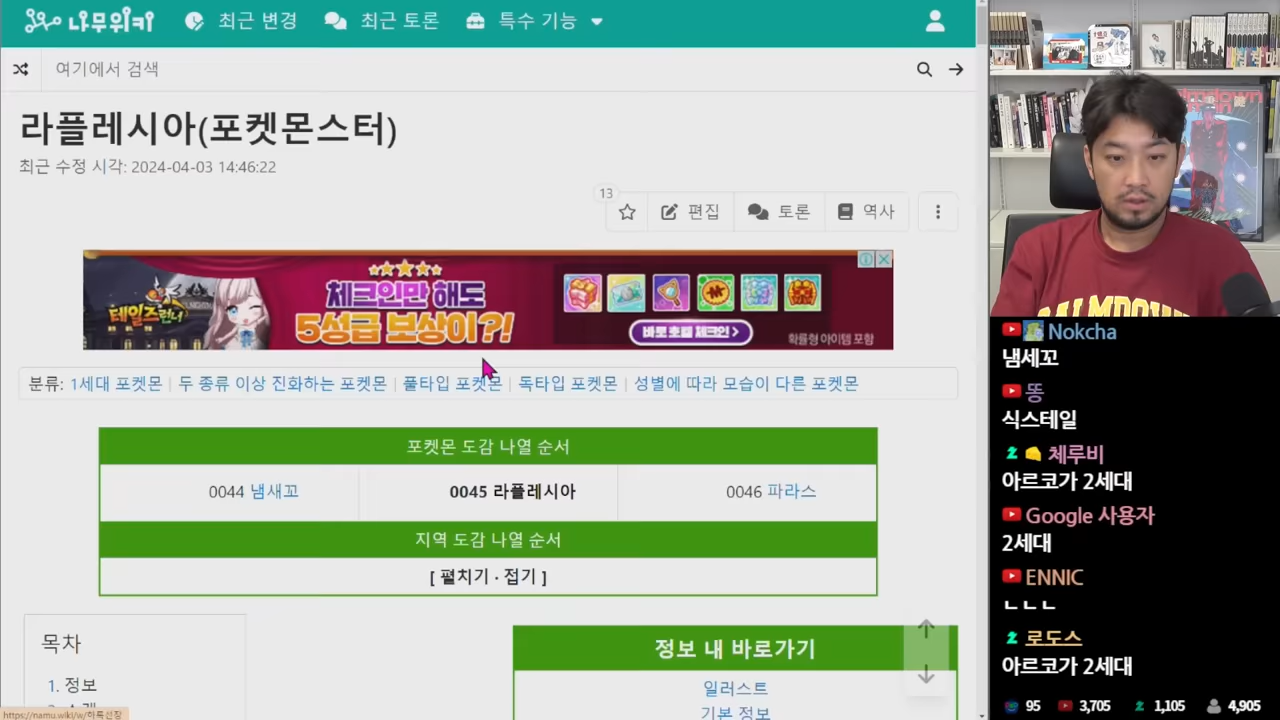 나무위키 최근 변경 최근 토론 특수 기능
여기에서 검색
라플레시아(포켓몬스터)
최근 수정 시각: 2024-04-03 14:46:22
13
편집 토론 역사
테일즈런너
체크인만 해도
5성급 보상이?!
바로 호텔 체크인 >
확률형 아이템 포함
분류: 1세대 포켓몬 | 두 종류 이상 진화하는 포켓몬 | 풀타입 포켓몬 | 독타입 포켓몬 | 성별에 따라 모습이 다른 포켓몬
포켓몬 도감 나열 순서
0044 냄새꼬 0045 라플레시아 0046 파라스
지역 도감 나열 순서
[ 펼치기 · 접기 ]
목차
1. 정보
정보 내 바로가기
일러스트
기본 정보
https://namu.wiki/w/하록선장
CALMDOWN
Nokcha
냄세꼬
똥
식스테일
체루비
아르코가 2세대
Google 사용자
2세대
ENNIC
ㄴㄴㄴ
로도스
아르코가 2세대
95 3,705 1,105 4,905